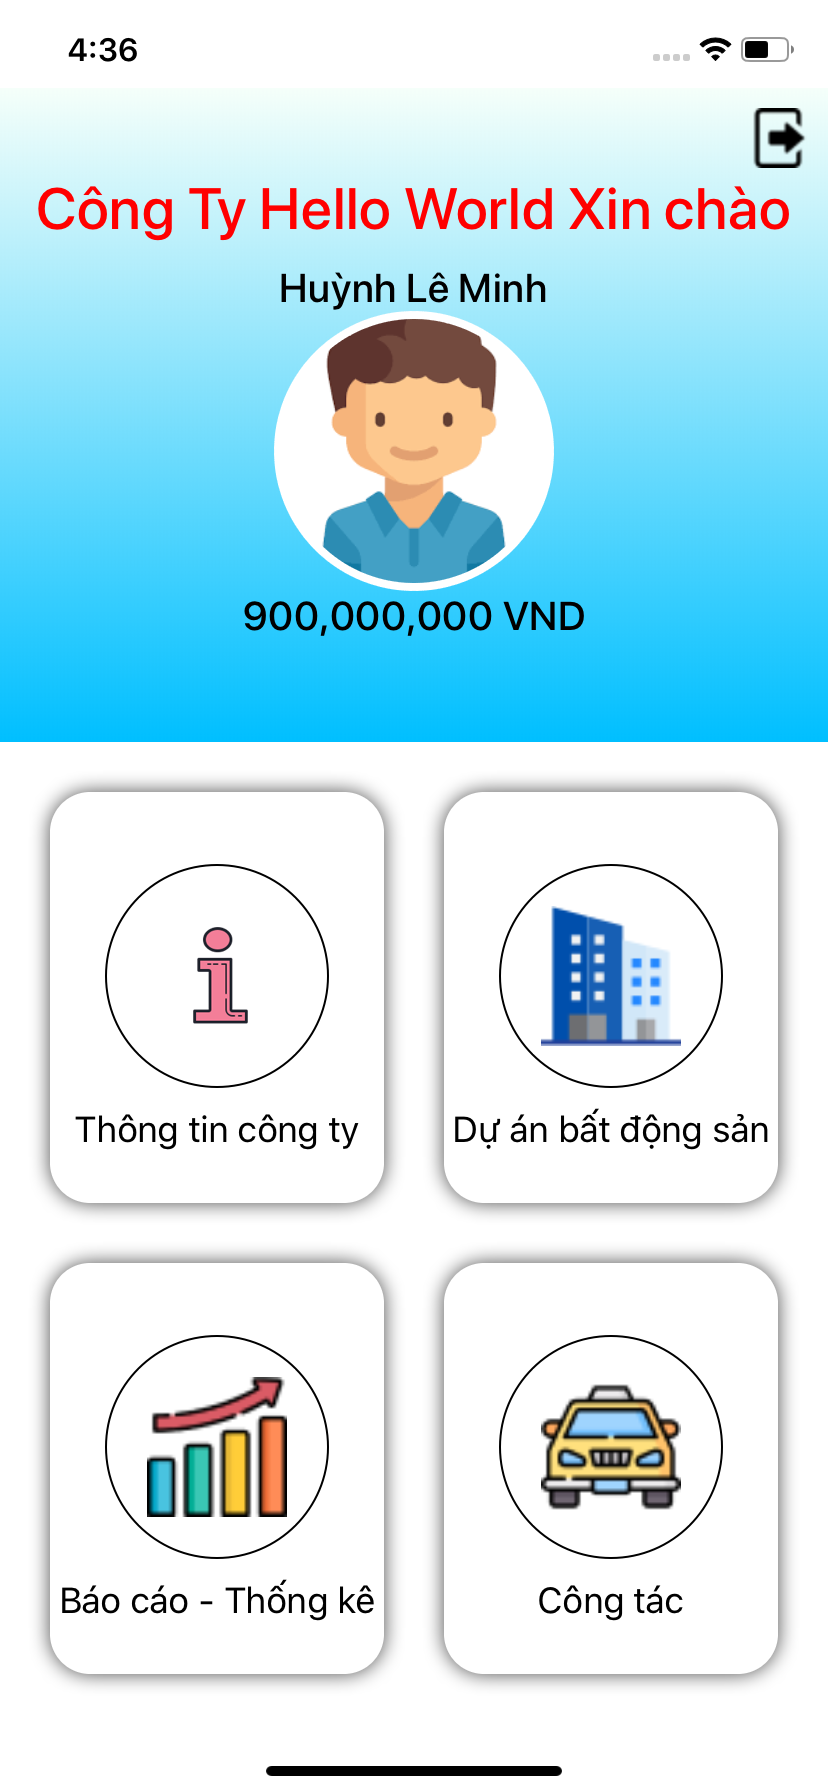 4:36
Công Ty Hello World Xin chào
Huỳnh Lê Minh
900,000,000 VND
Thông tin công ty
Dự án bất động sản
Báo cáo - Thống kê
Công tác